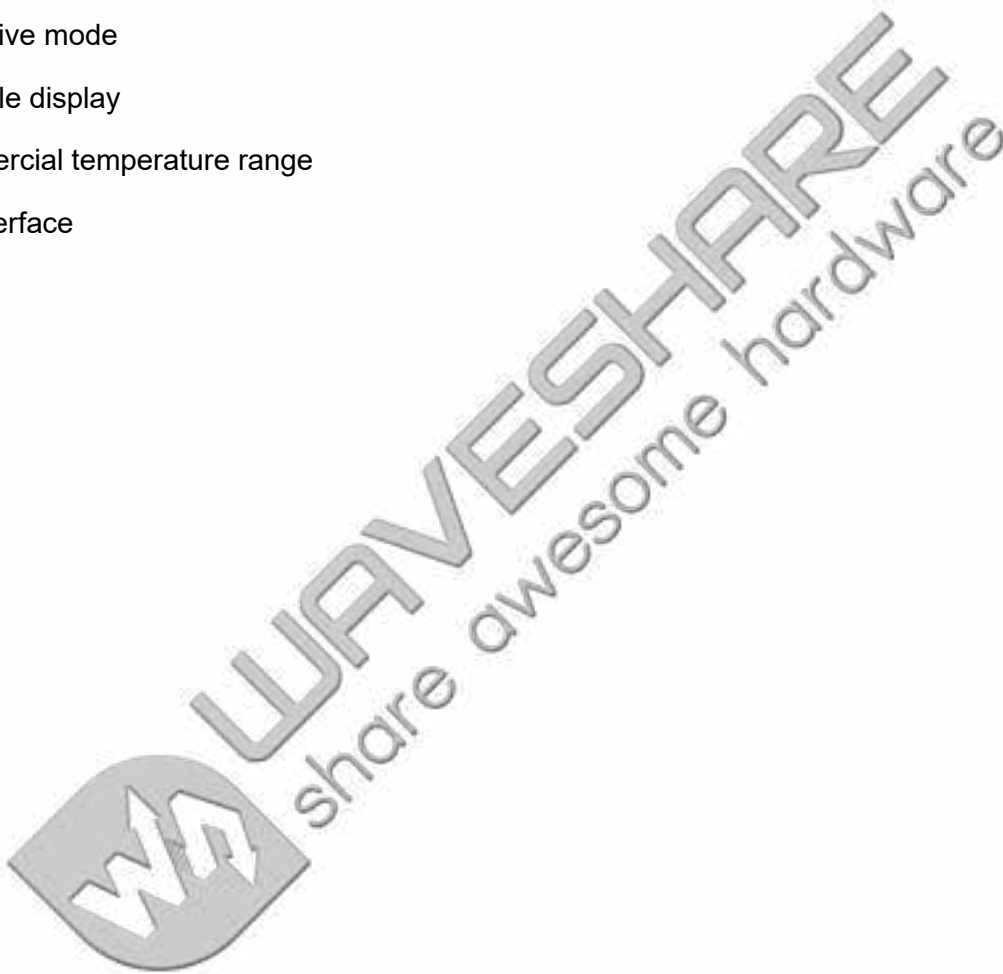 ive mode
le display
ercial temperature range
erface
WAVESHARE
share awesome hardware